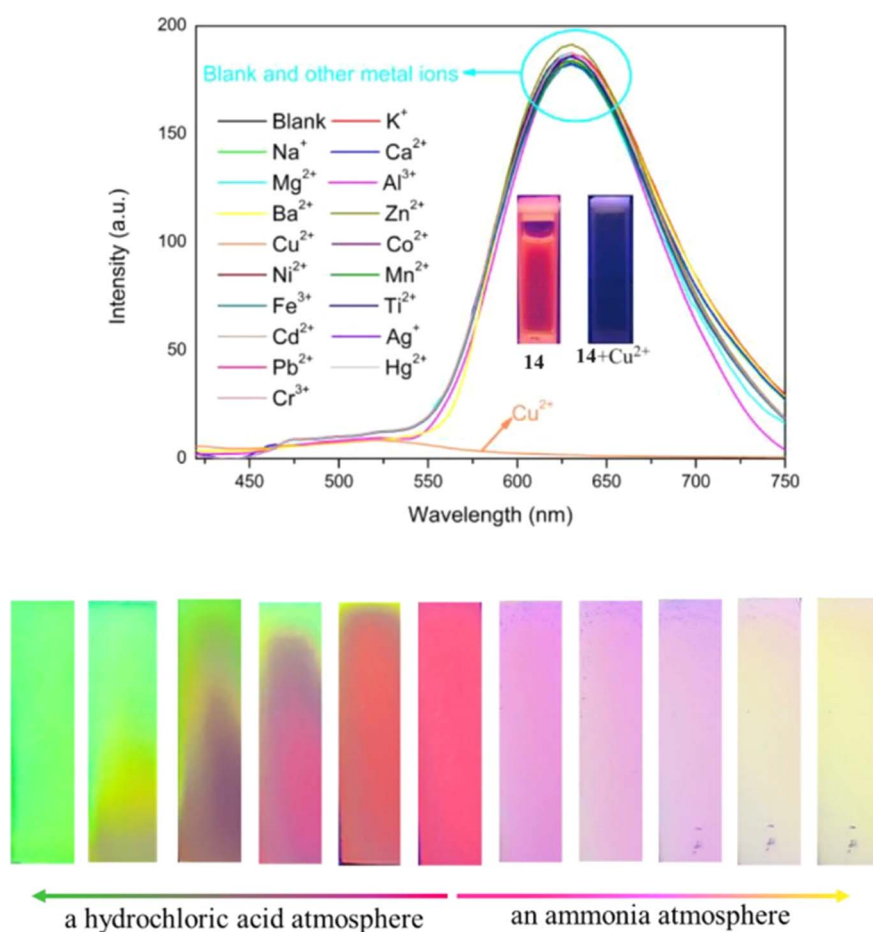 200
Blank and other metal ions
Blank K⁺
Na⁺ Ca²⁺
Mg²⁺ Al³⁺
Ba²⁺ Zn²⁺
Cu²⁺ Co²⁺
Ni²⁺ Mn²⁺
Fe³⁺ Ti²⁺
Cd²⁺ Ag⁺
Pb²⁺ Hg²⁺
Cr³⁺
150
100
50
0
Intensity (a.u.)
14 14+Cu²⁺
Cu²⁺
450 500 550 600 650 700 750
Wavelength (nm)
a hydrochloric acid atmosphere an ammonia atmosphere